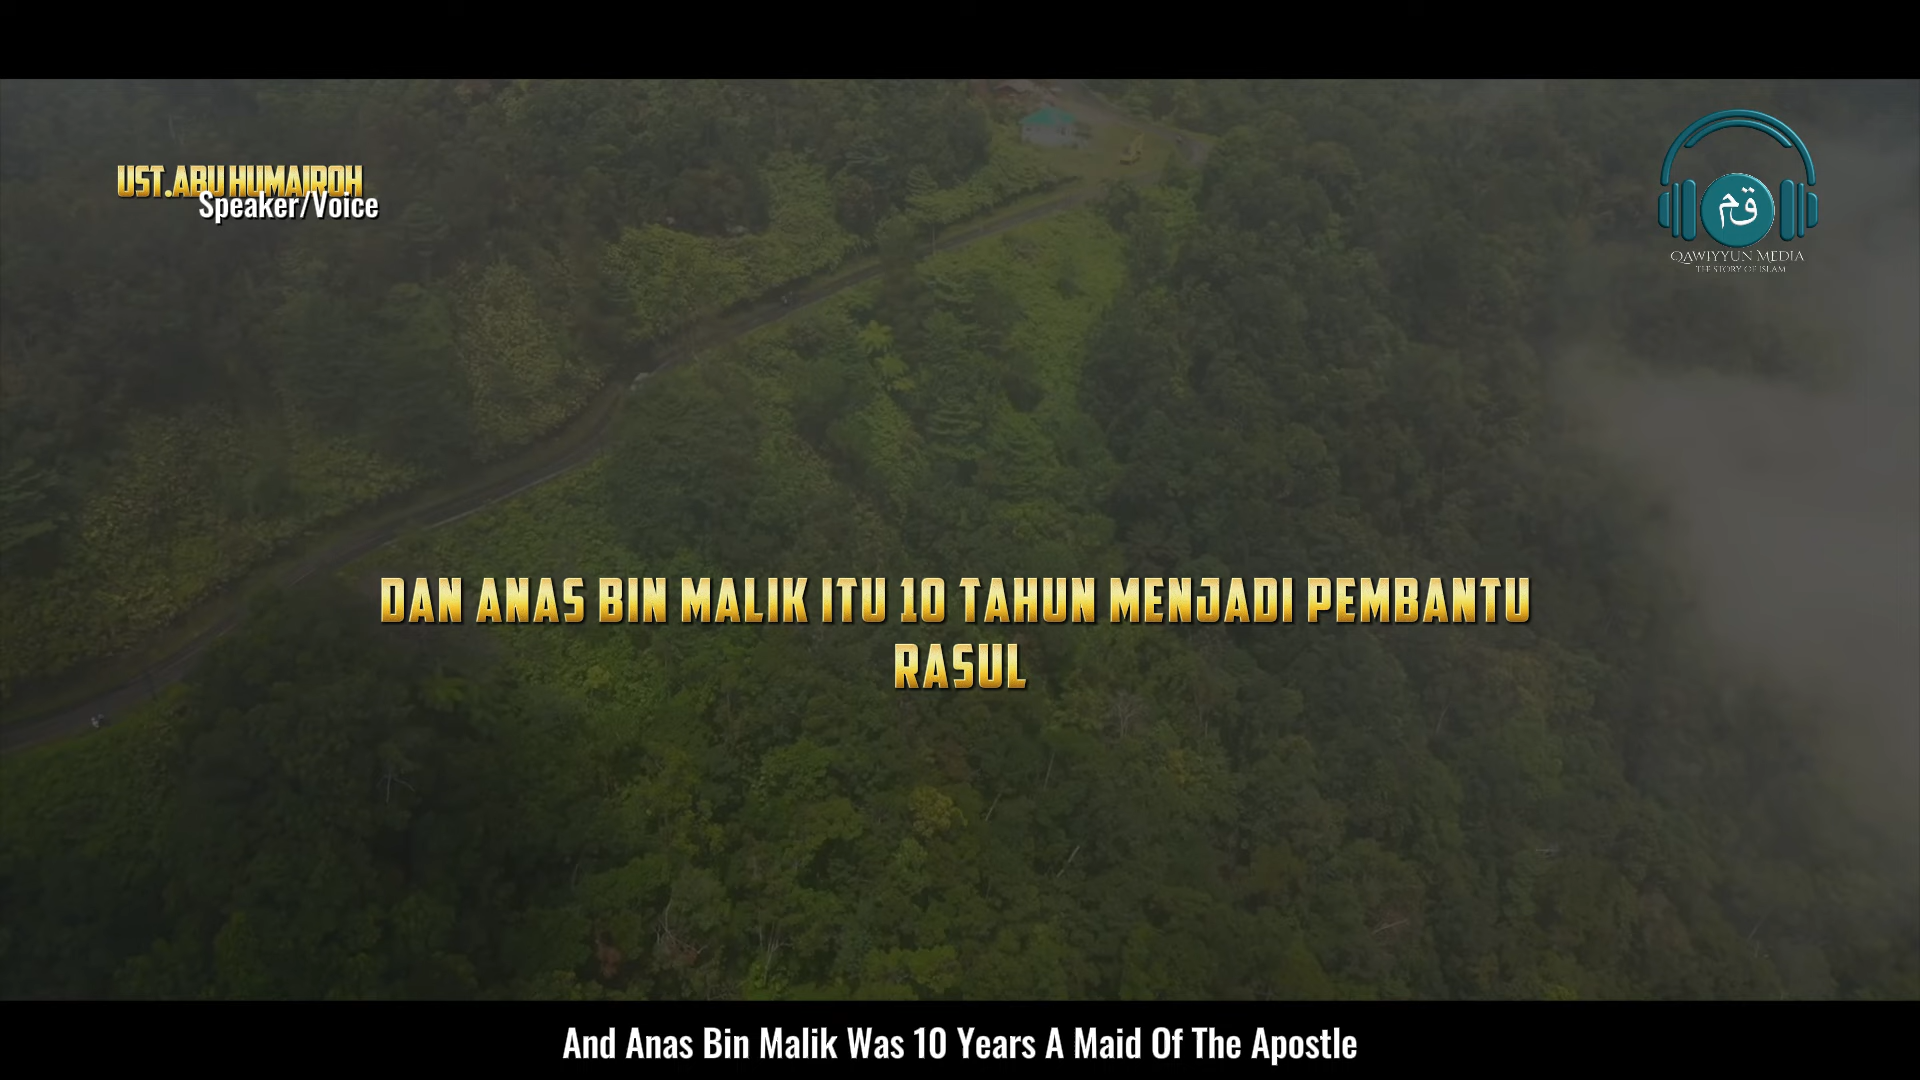 UST.ABU HUMAIROH
Speaker/Voice
قم
QAWIYYUN MEDIA
THE STORY OF ISLAM
DAN ANAS BIN MALIK ITU 10 TAHUN MENJADI PEMBANTU
RASUL
And Anas Bin Malik Was 10 Years A Maid Of The Apostle